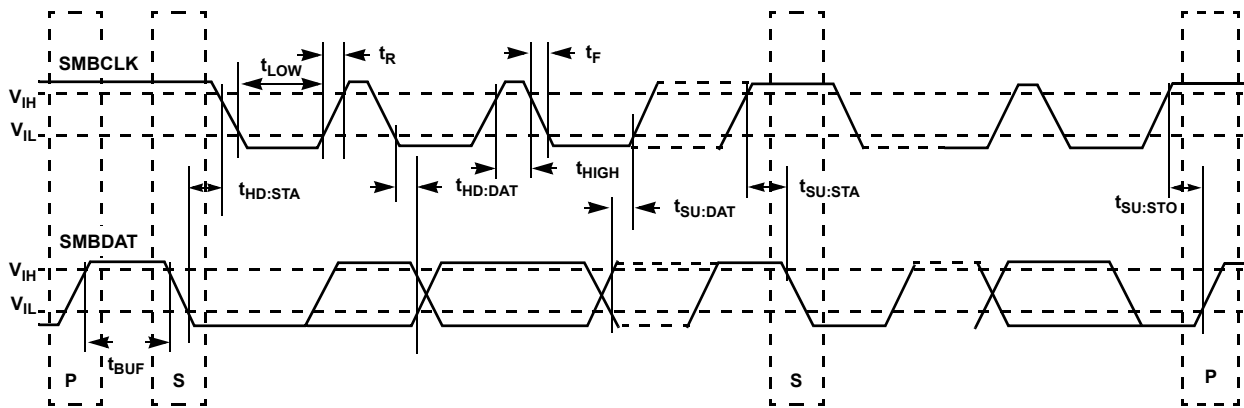 SMBCLK
tLOW
tR
tF
VIH
VIL
tHD:STA
tHD:DAT
tHIGH
tSU:DAT
tSU:STA
tSU:STO
SMBDAT
VIH
VIL
tBUF
P
S
S
P